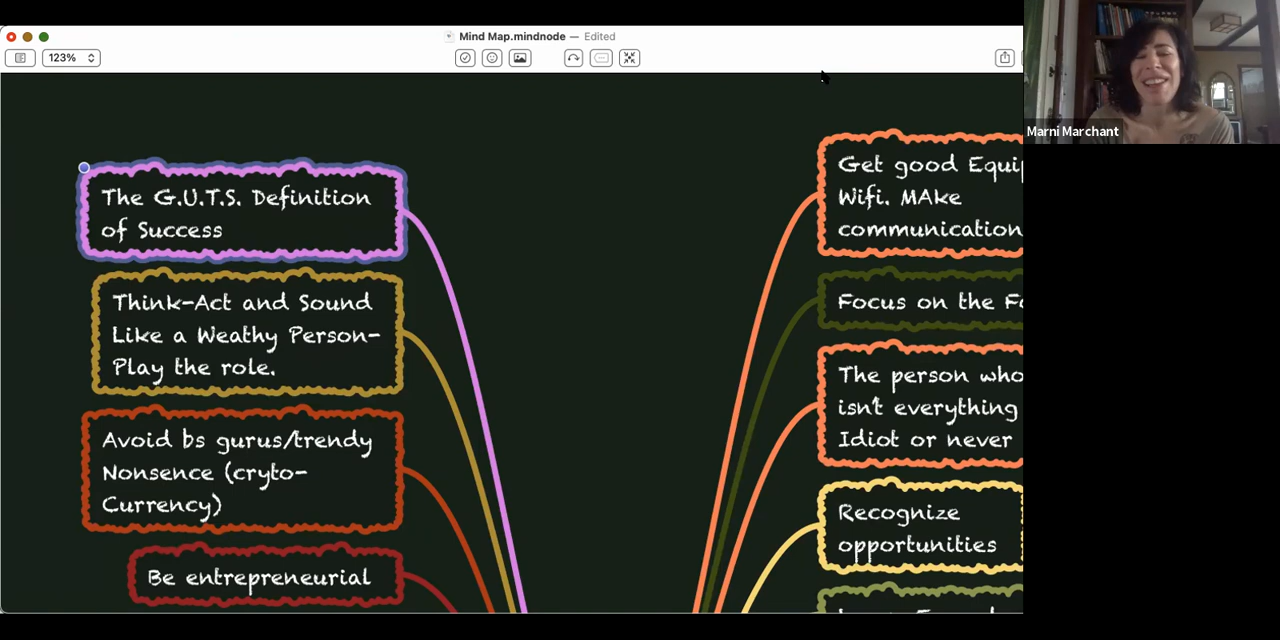 Mind Map.mindnode — Edited
123%
Marni Marchant
The G.U.T.S. Definition
of Success
Think-Act and Sound
Like a Weathy Person-
Play the role.
Avoid bs gurus/trendy
Nonsence (cryto-
Currency)
Be entrepreneurial
Get good Equip
Wifi. MAke
communication
Focus on the Fo
The person who
isn't everything
Idiot or never
Recognize
opportunities